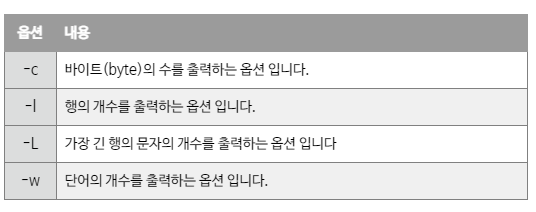 옵션 내용
-c 바이트(byte)의 수를 출력하는 옵션 입니다.
-l 행의 개수를 출력하는 옵션 입니다.
-L 가장 긴 행의 문자의 개수를 출력하는 옵션 입니다
-w 단어의 개수를 출력하는 옵션 입니다.